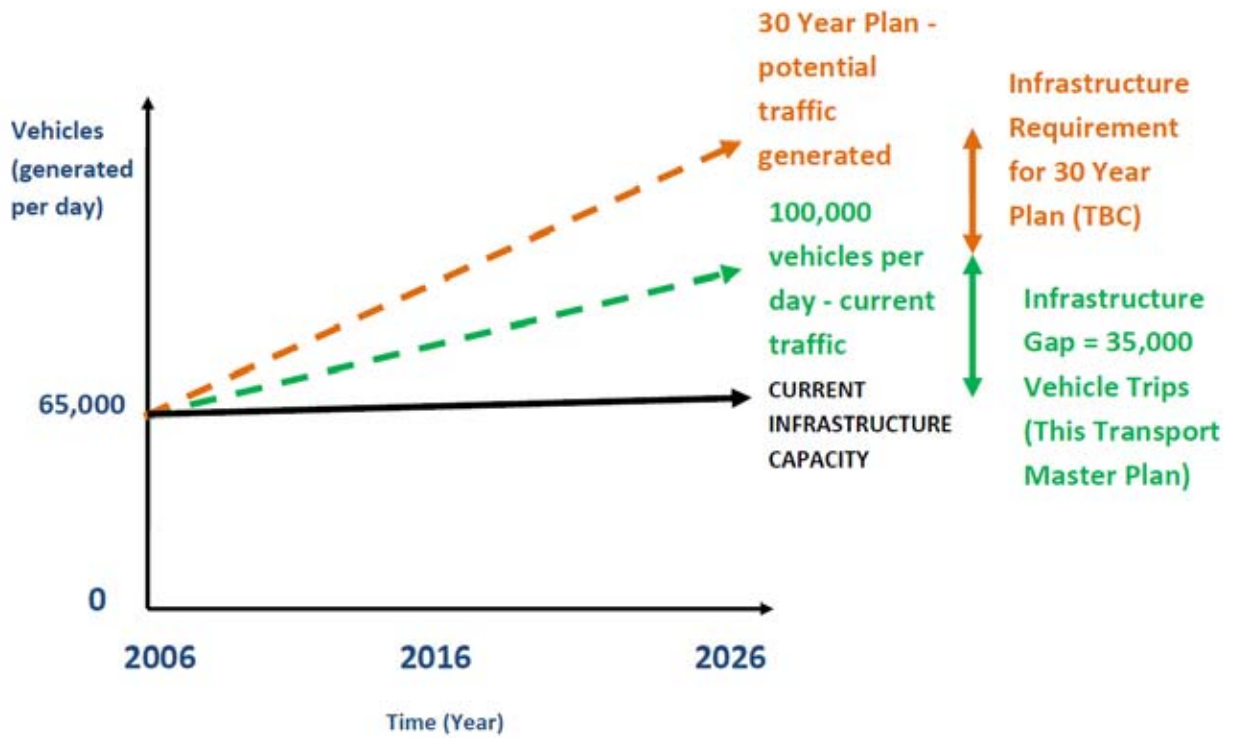 30 Year Plan -
potential
traffic
generated
Infrastructure
Requirement
for 30 Year
Plan (TBC)
Vehicles
(generated
per day)
100,000
vehicles per
day - current
traffic
Infrastructure
Gap = 35,000
Vehicle Trips
(This Transport
Master Plan)
65,000
CURRENT
INFRASTRUCTURE
CAPACITY
0
2006
2016
2026
Time (Year)